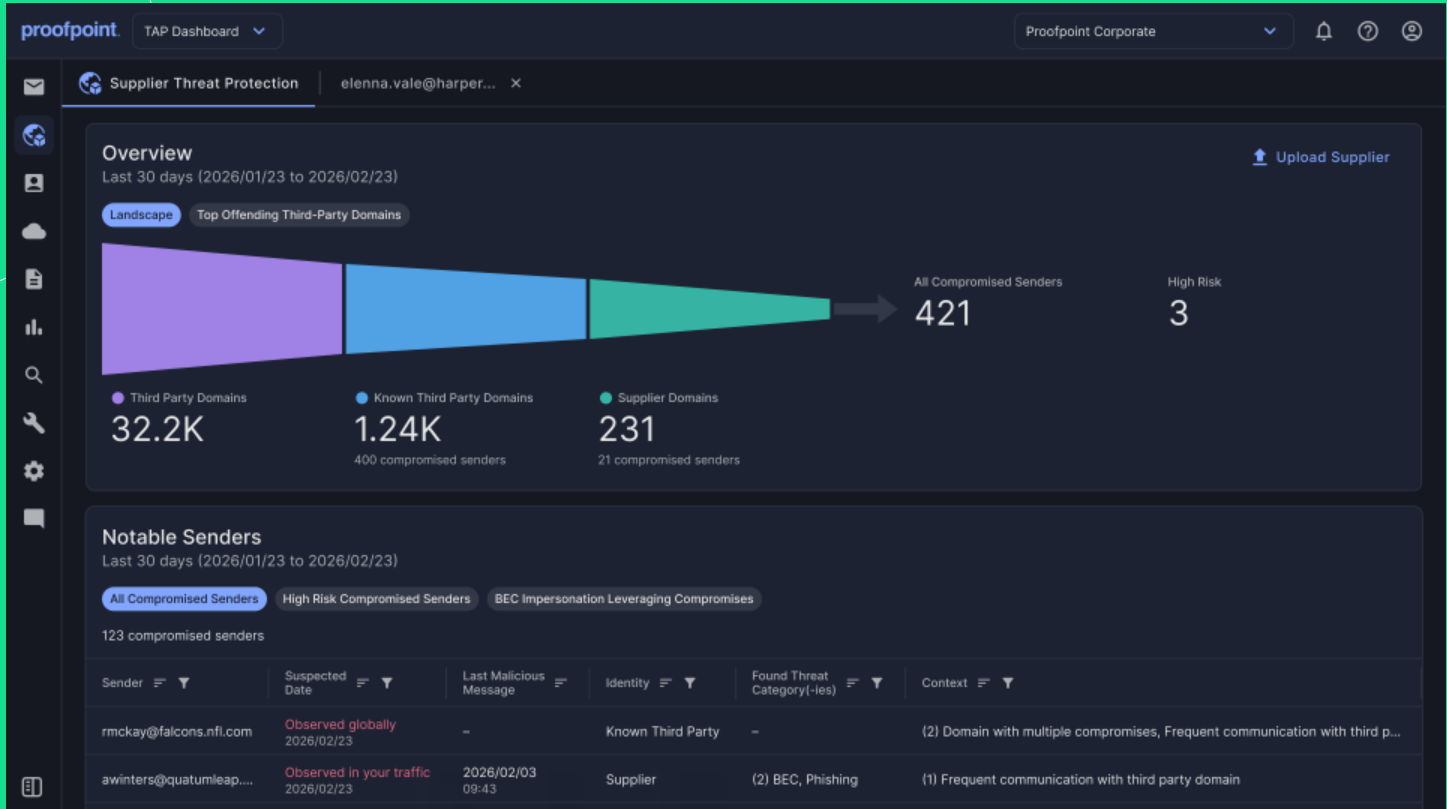 proofpoint.
TAP Dashboard
Proofpoint Corporate
Supplier Threat Protection
elenna.vale@harper...
Overview
Upload Supplier
Last 30 days (2026/01/23 to 2026/02/23)
Landscape
Top Offending Third-Party Domains
All Compromised Senders
High Risk
421
3
Third Party Domains
Known Third Party Domains
Supplier Domains
32.2K
1.24K
231
400 compromised senders
21 compromised senders
Notable Senders
Last 30 days (2026/01/23 to 2026/02/23)
All Compromised Senders
High Risk Compromised Senders
BEC Impersonation Leveraging Compromises
123 compromised senders
Sender
Suspected
Date
Last Malicious
Message
Identity
Found Threat
Category(-ies)
Context
rmckay@falcons.nfl.com
Observed globally
2026/02/23
–
Known Third Party
–
(2) Domain with multiple compromises, Frequent communication with third p...
awinters@quatumleap....
Observed in your traffic
2026/02/23
2026/02/03
09:43
Supplier
(2) BEC, Phishing
(1) Frequent communication with third party domain